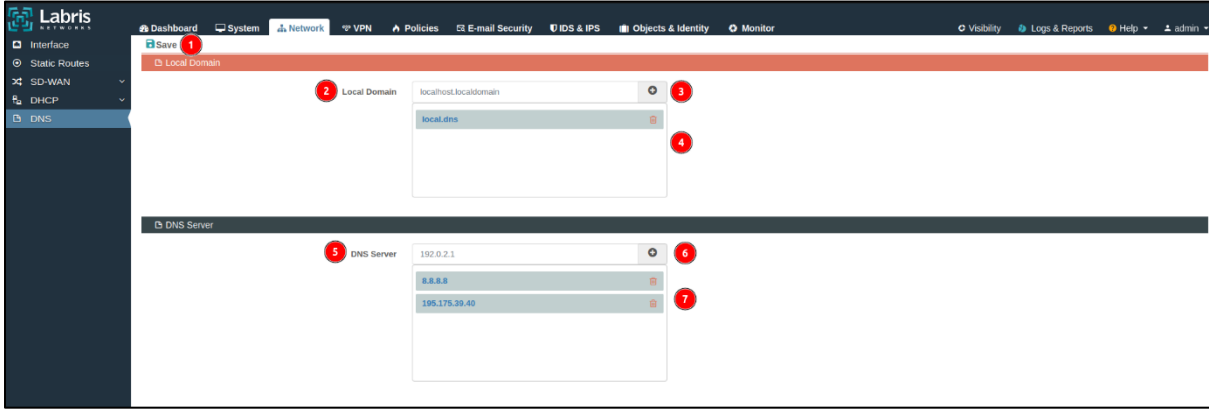 Labris
NETWORKS
Dashboard System Network VPN Policies E-mail Security IDS & IPS Objects & Identity Monitor Visibility Logs & Reports Help admin
Interface
Static Routes
SD-WAN
DHCP
DNS
Save 1
Local Domain
2 Local Domain localhost.localdomain 3
local.dns
4
DNS Server
5 DNS Server 192.0.2.1 6
8.8.8.8
195.175.39.40 7